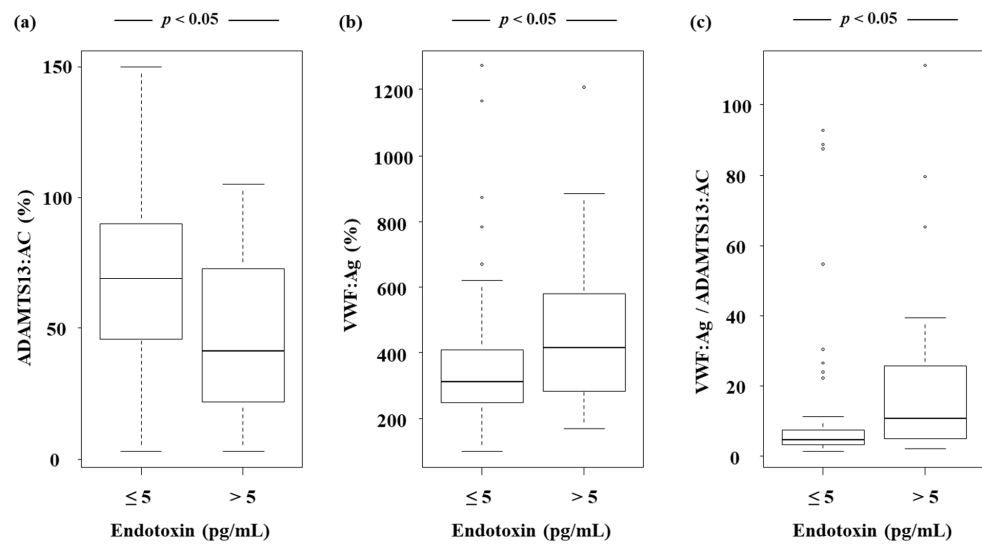 (a)
p < 0.05
ADAMTS13:AC (%)
150
100
50
0
≤ 5
> 5
Endotoxin (pg/mL)
(b)
p < 0.05
VWF:Ag (%)
1200
1000
800
600
400
200
≤ 5
> 5
Endotoxin (pg/mL)
(c)
p < 0.05
VWF:Ag / ADAMTS13:AC
100
80
60
40
20
0
≤ 5
> 5
Endotoxin (pg/mL)